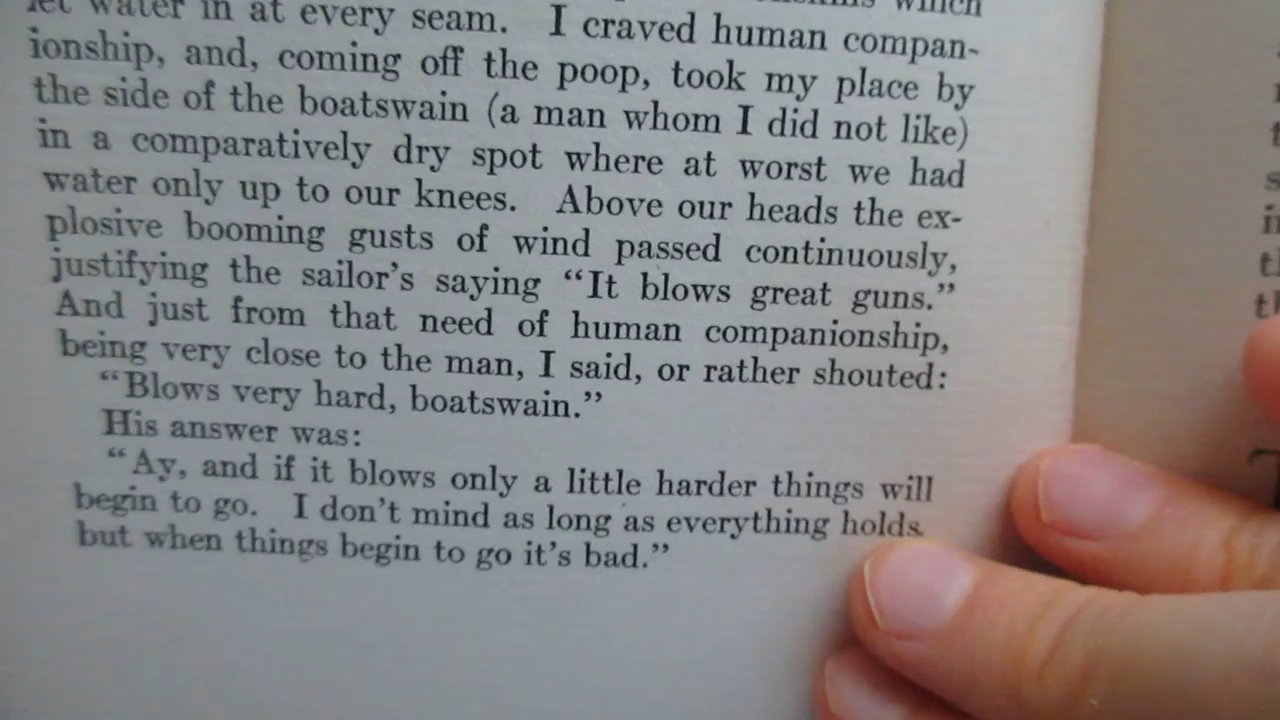 let water in at every seam. I craved human compan-
ionship, and, coming off the poop, took my place by
the side of the boatswain (a man whom I did not like)
in a comparatively dry spot where at worst we had
water only up to our knees. Above our heads the ex-
plosive booming gusts of wind passed continuously,
justifying the sailor's saying “It blows great guns.”
And just from that need of human companionship,
being very close to the man, I said, or rather shouted:
“Blows very hard, boatswain.”
His answer was:
“Ay, and if it blows only a little harder things will
begin to go. I don't mind as long as everything holds
but when things begin to go it's bad.”